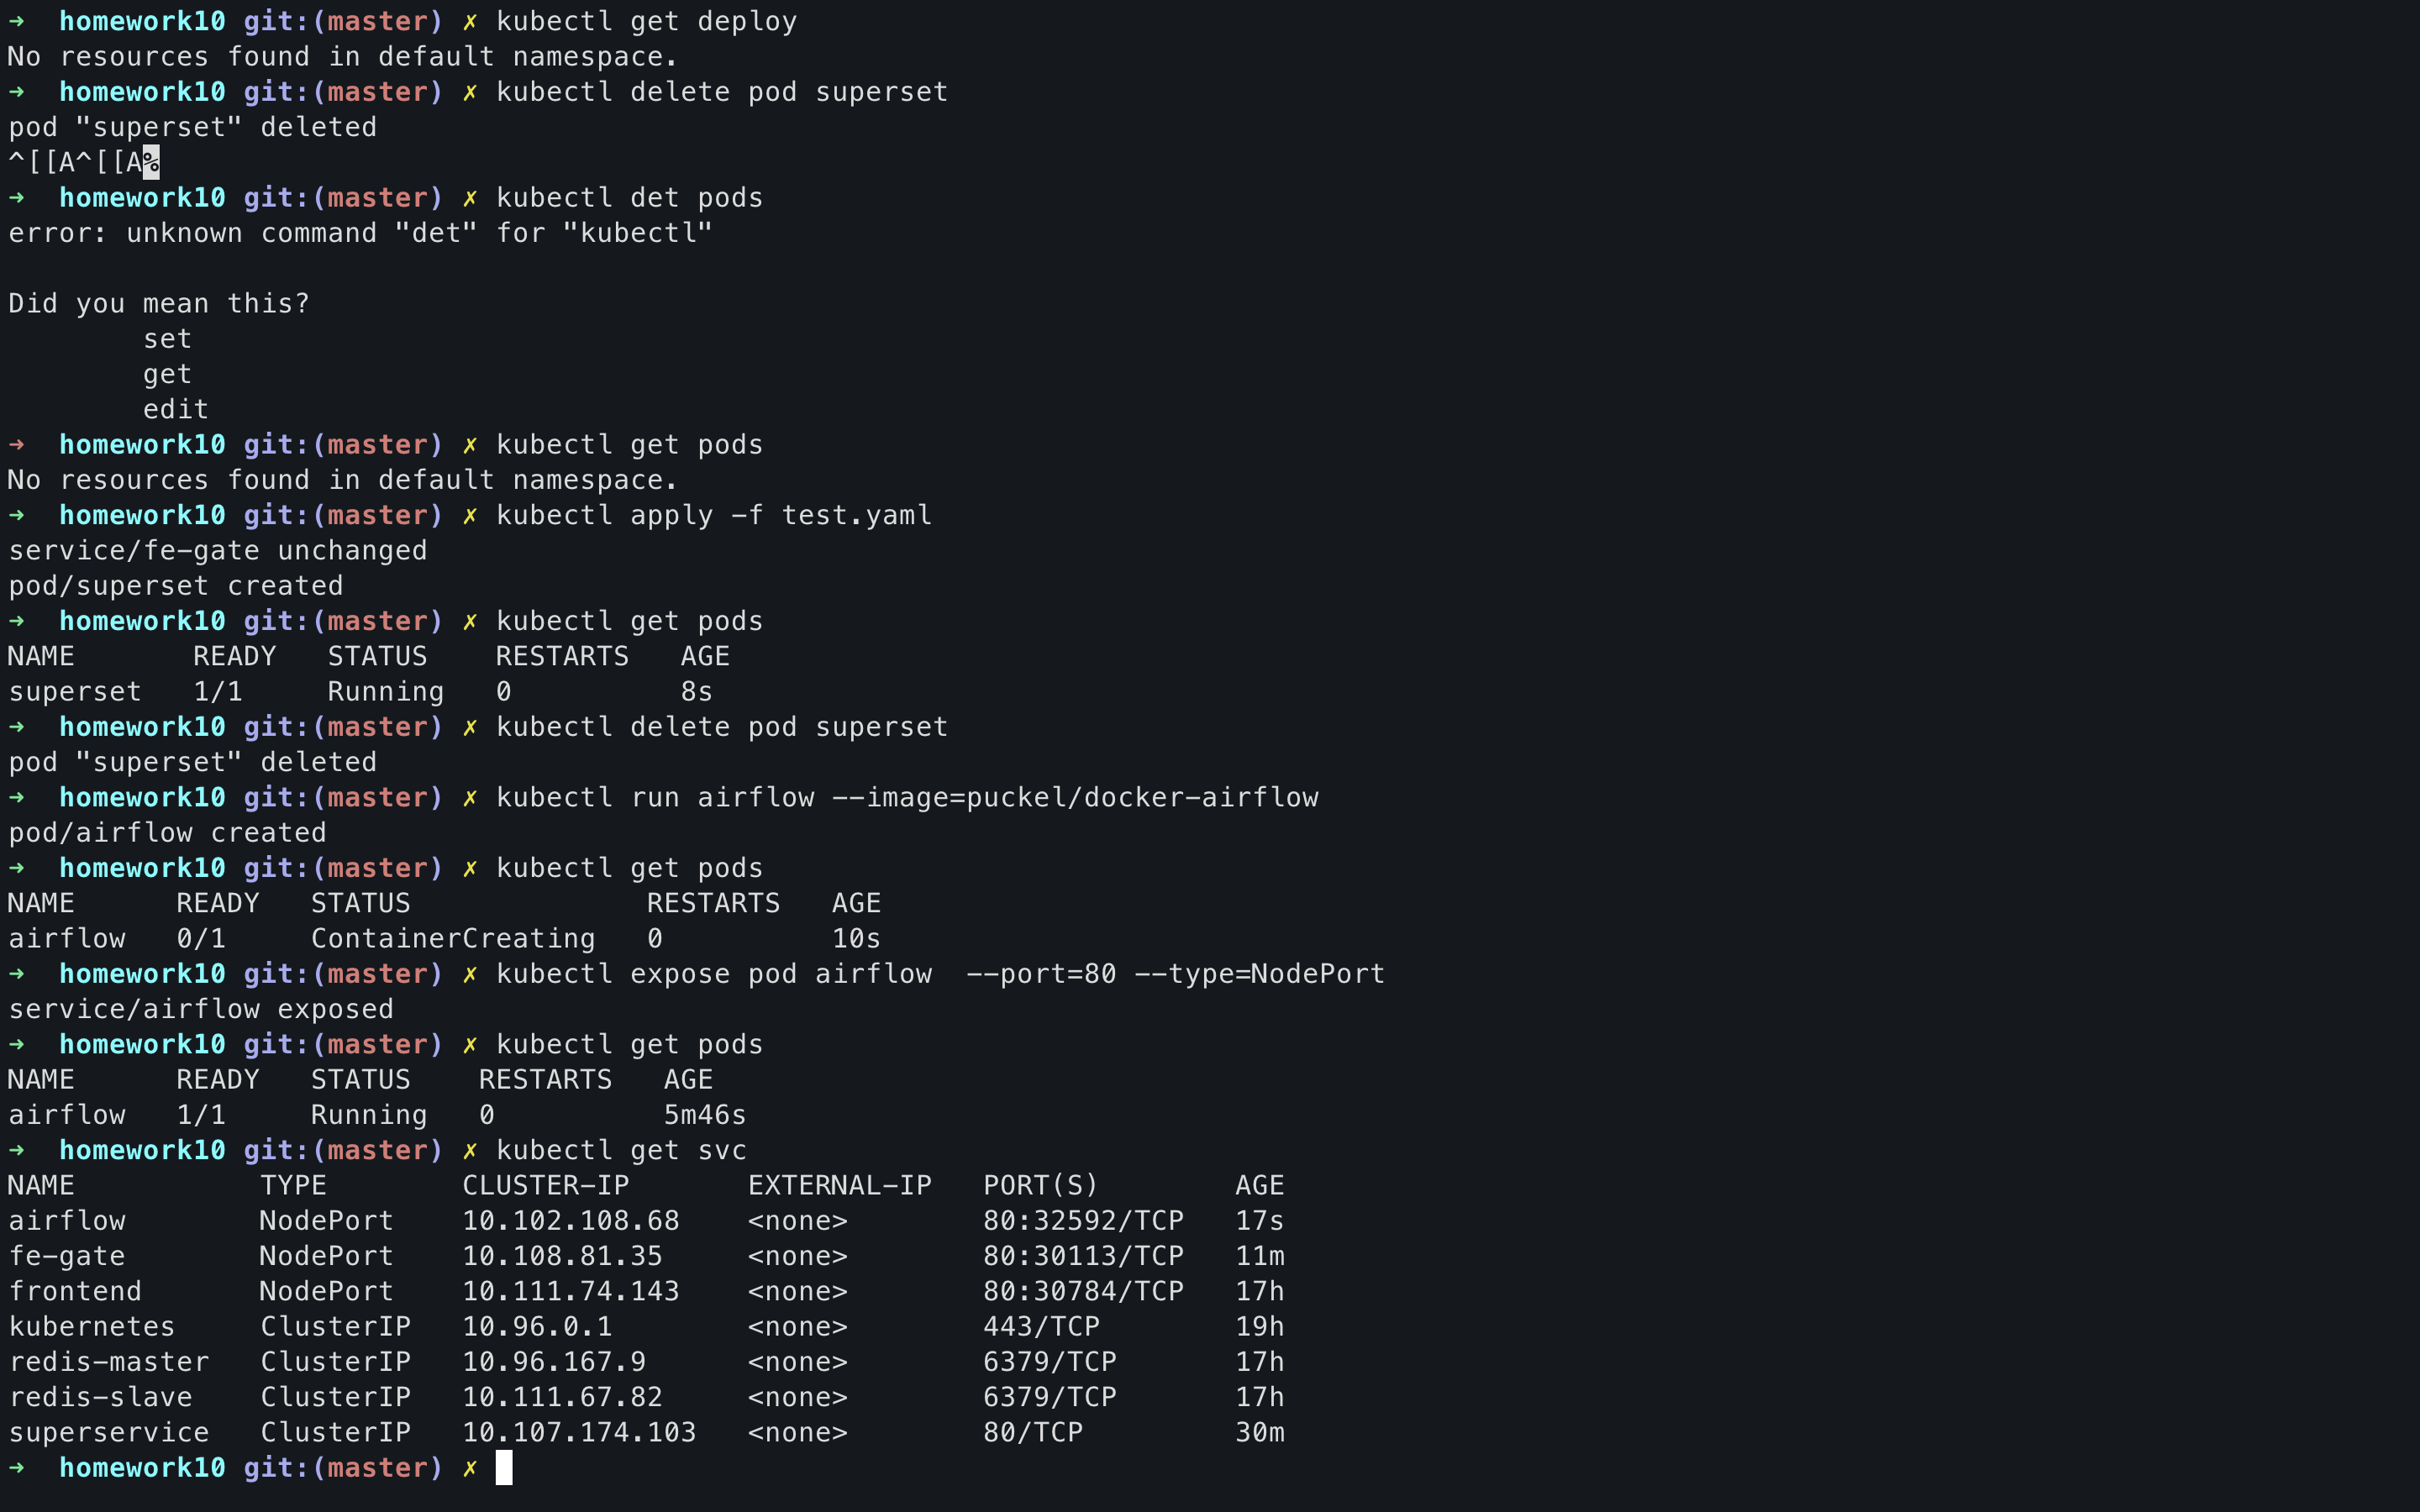 ➜  homework10 git:(master) ✗ kubectl get deploy
No resources found in default namespace.
➜  homework10 git:(master) ✗ kubectl delete pod superset
pod "superset" deleted
^[[A^[[A%
➜  homework10 git:(master) ✗ kubectl det pods
error: unknown command "det" for "kubectl"

Did you mean this?
        set
        get
        edit
➜  homework10 git:(master) ✗ kubectl get pods
No resources found in default namespace.
➜  homework10 git:(master) ✗ kubectl apply -f test.yaml
service/fe-gate unchanged
pod/superset created
➜  homework10 git:(master) ✗ kubectl get pods
NAME       READY   STATUS    RESTARTS   AGE
superset   1/1     Running   0          8s
➜  homework10 git:(master) ✗ kubectl delete pod superset
pod "superset" deleted
➜  homework10 git:(master) ✗ kubectl run airflow --image=puckel/docker-airflow
pod/airflow created
➜  homework10 git:(master) ✗ kubectl get pods
NAME      READY   STATUS              RESTARTS   AGE
airflow   0/1     ContainerCreating   0          10s
➜  homework10 git:(master) ✗ kubectl expose pod airflow  --port=80 --type=NodePort
service/airflow exposed
➜  homework10 git:(master) ✗ kubectl get pods
NAME      READY   STATUS    RESTARTS   AGE
airflow   1/1     Running   0          5m46s
➜  homework10 git:(master) ✗ kubectl get svc
NAME           TYPE        CLUSTER-IP       EXTERNAL-IP   PORT(S)        AGE
airflow        NodePort    10.102.108.68    <none>        80:32592/TCP   17s
fe-gate        NodePort    10.108.81.35     <none>        80:30113/TCP   11m
frontend       NodePort    10.111.74.143    <none>        80:30784/TCP   17h
kubernetes     ClusterIP   10.96.0.1        <none>        443/TCP        19h
redis-master   ClusterIP   10.96.167.9      <none>        6379/TCP       17h
redis-slave    ClusterIP   10.111.67.82     <none>        6379/TCP       17h
superservice   ClusterIP   10.107.174.103   <none>        80/TCP         30m
➜  homework10 git:(master) ✗